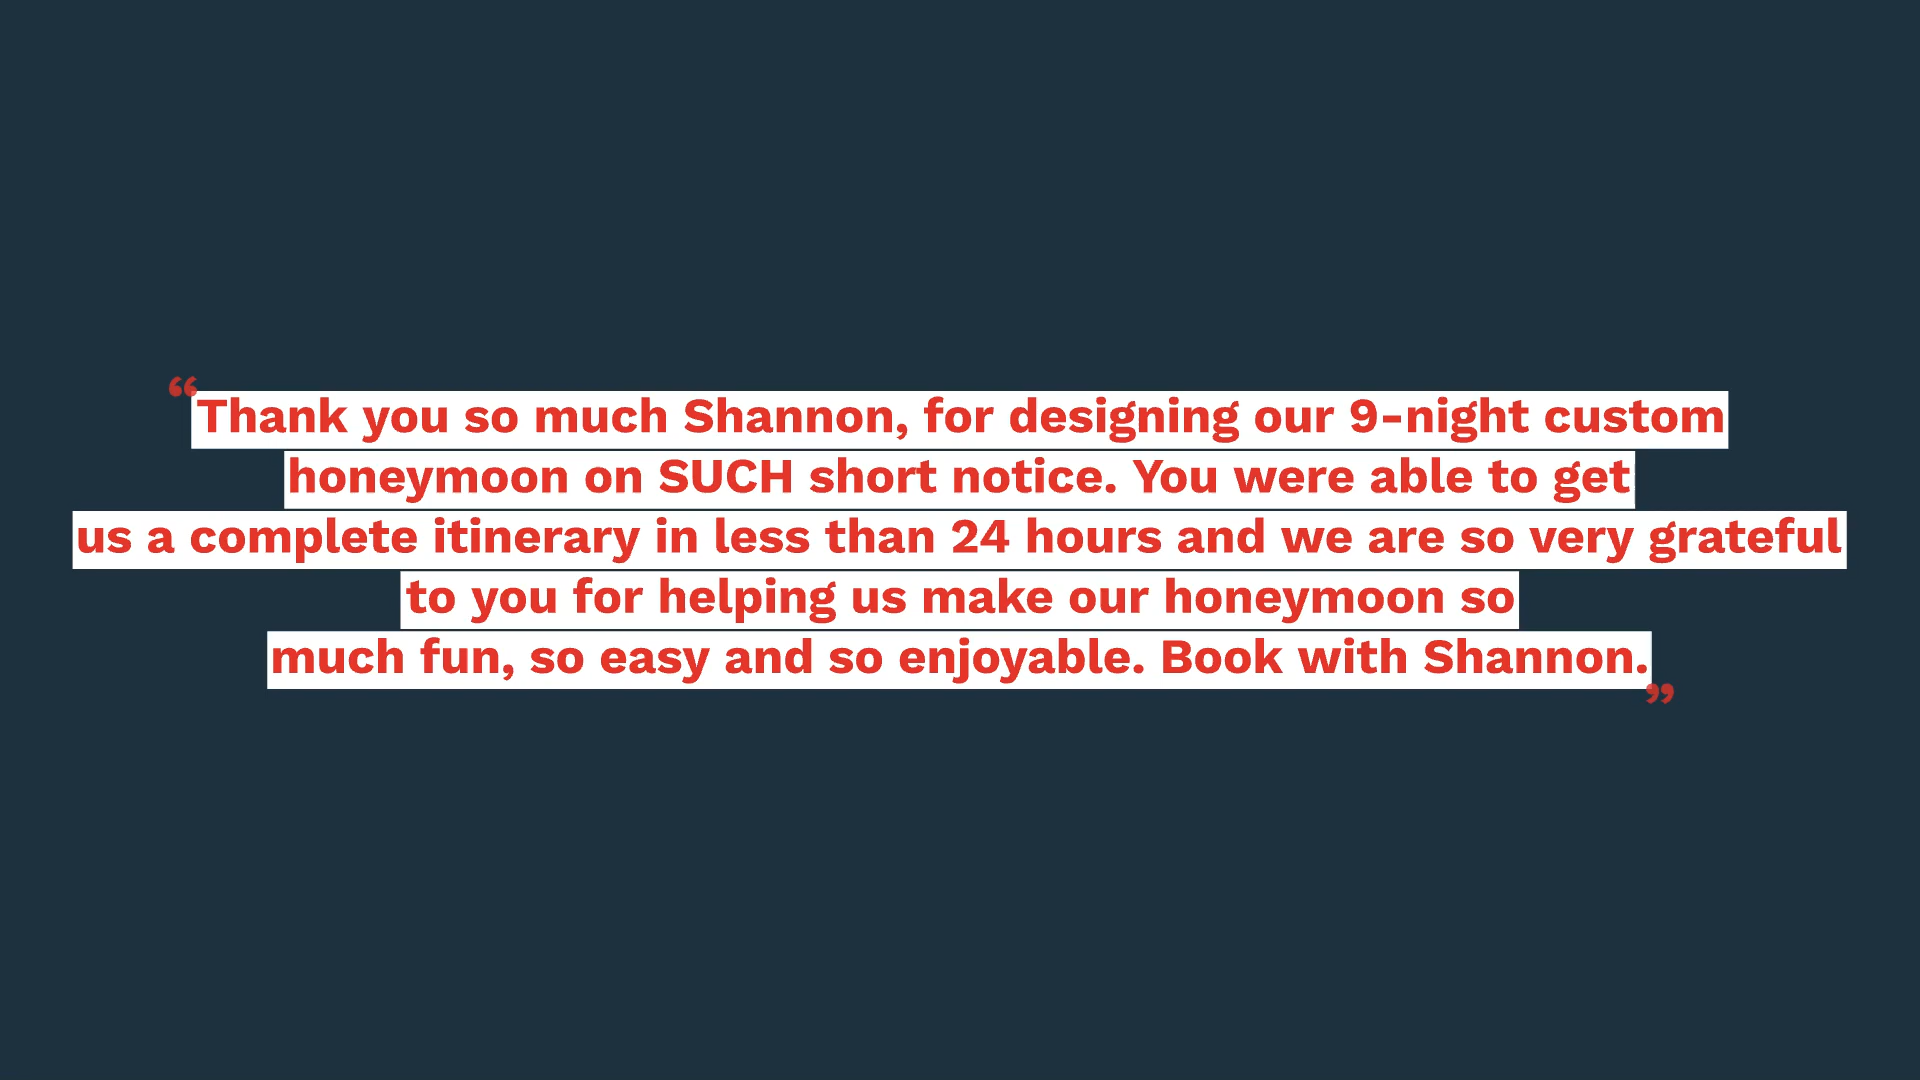 “Thank you so much Shannon, for designing our 9-night custom
honeymoon on SUCH short notice. You were able to get
us a complete itinerary in less than 24 hours and we are so very grateful
to you for helping us make our honeymoon so
much fun, so easy and so enjoyable. Book with Shannon.”